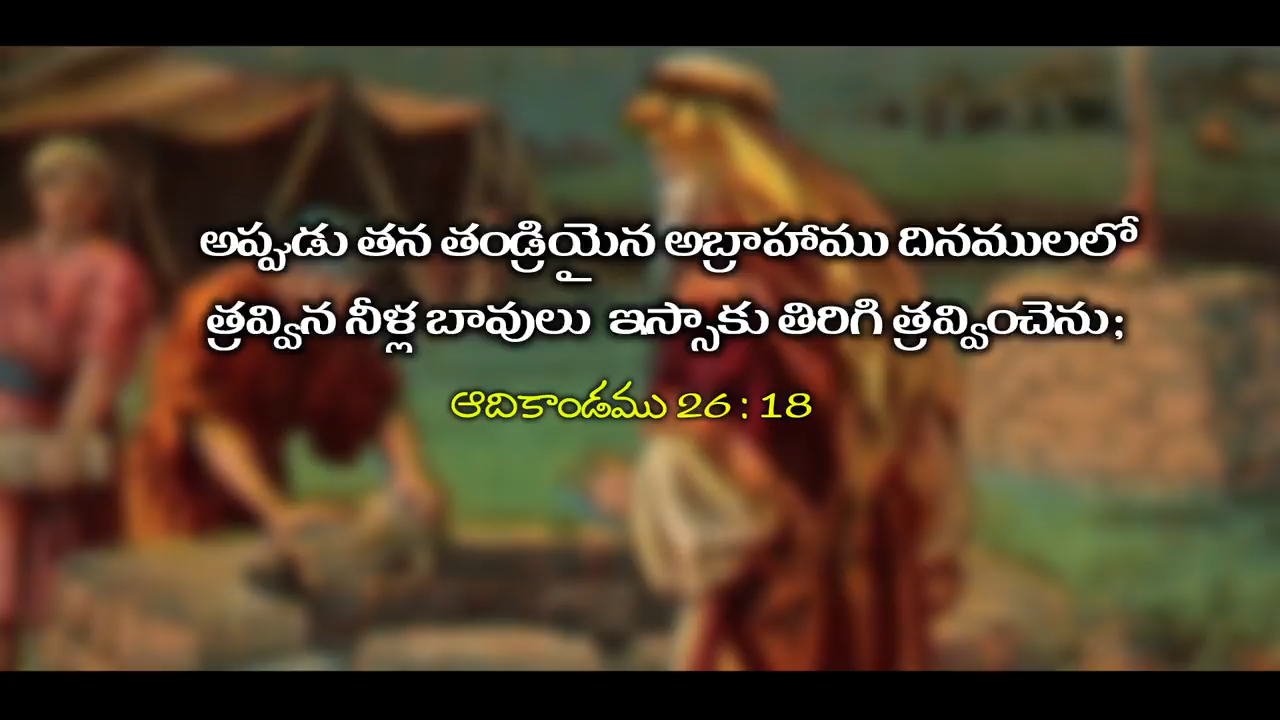 అప్పుడు తన తండ్రియైన అబ్రాహాము దినములలో
త్రవ్విన నీళ్ల బావులు ఇస్సాకు తిరిగి త్రవ్వించెను;
ఆదికాండము 26 : 18